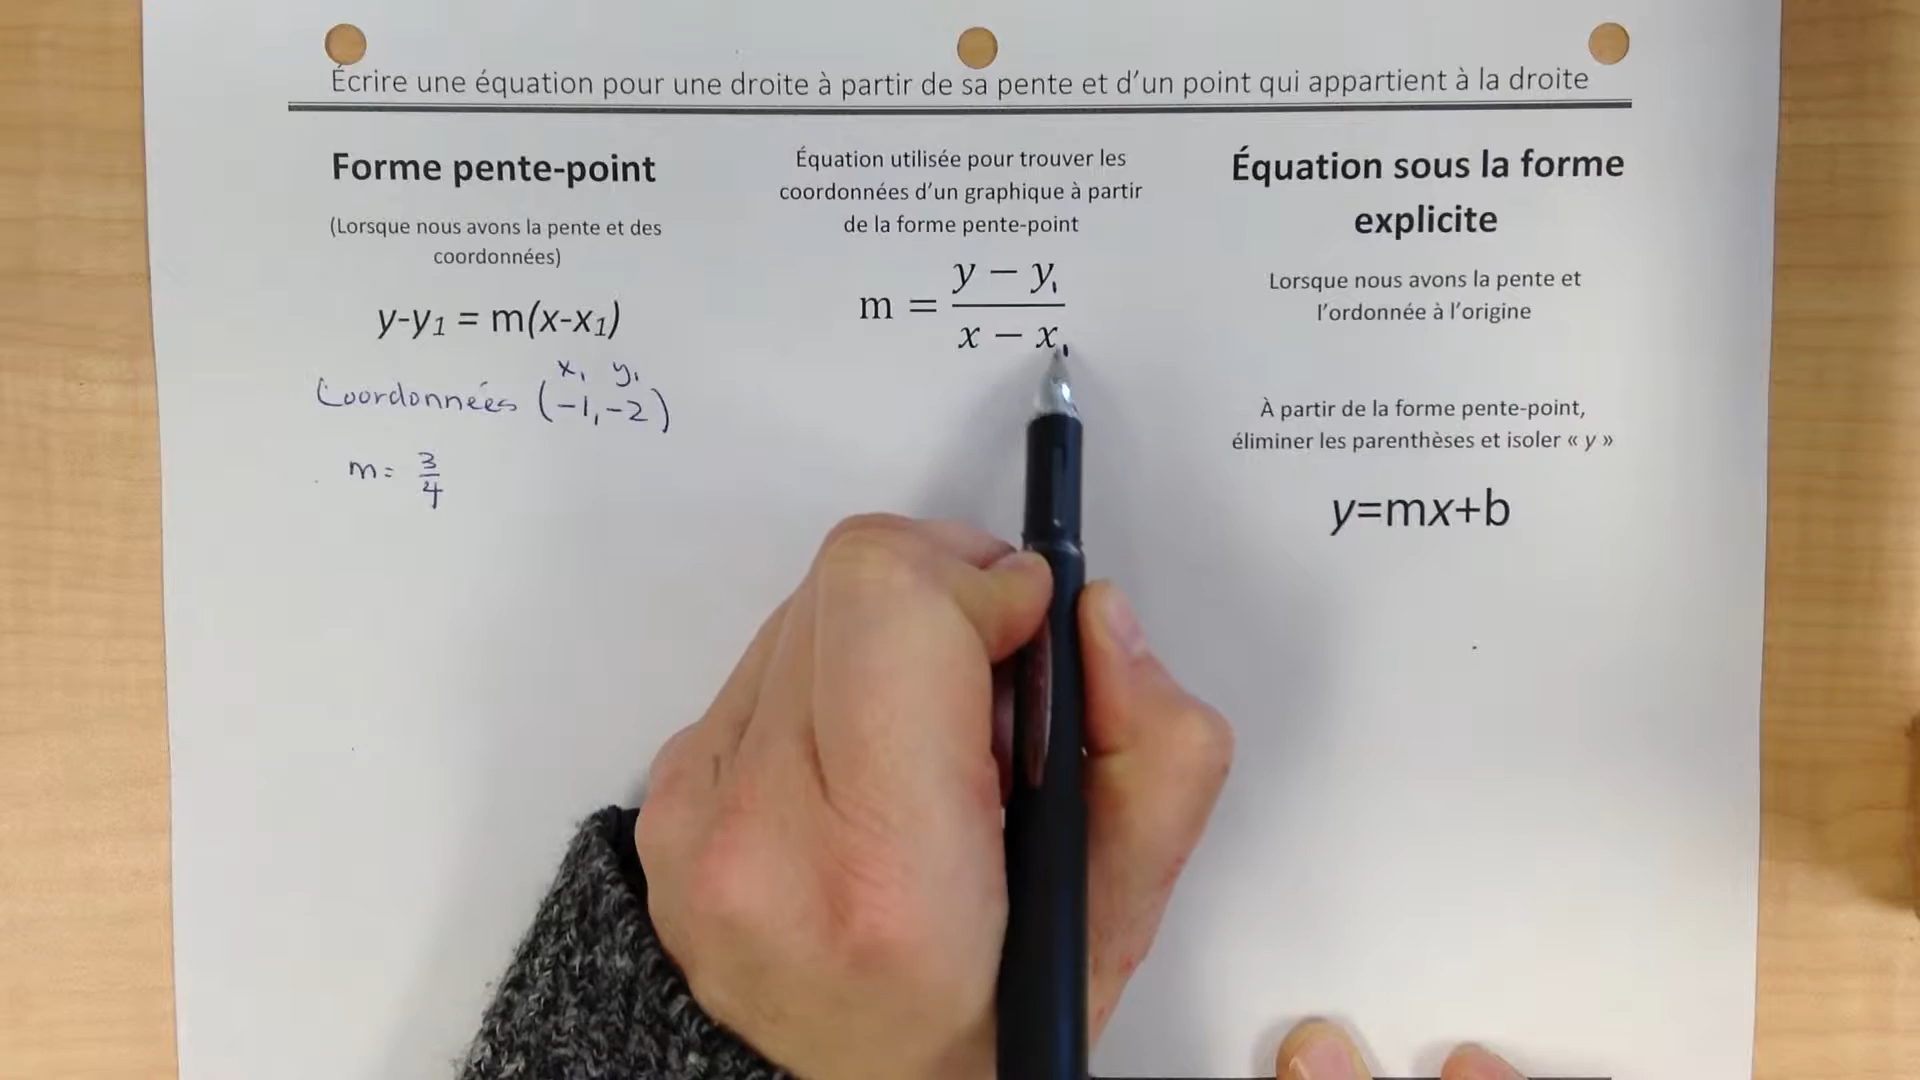 Écrire une équation pour une droite à partir de sa pente et d'un point qui appartient à la droite
Forme pente-point
(Lorsque nous avons la pente et des
coordonnées)
y-y₁ = m(x-x₁)
x₁ y₁
Coordonnées (-1, -2)
m = 3/4
Équation utilisée pour trouver les
coordonnées d'un graphique à partir
de la forme pente-point
m = (y − y₁)/(x − x₁)
Équation sous la forme
explicite
Lorsque nous avons la pente et
l'ordonnée à l'origine
À partir de la forme pente-point,
éliminer les parenthèses et isoler « y »
y=mx+b